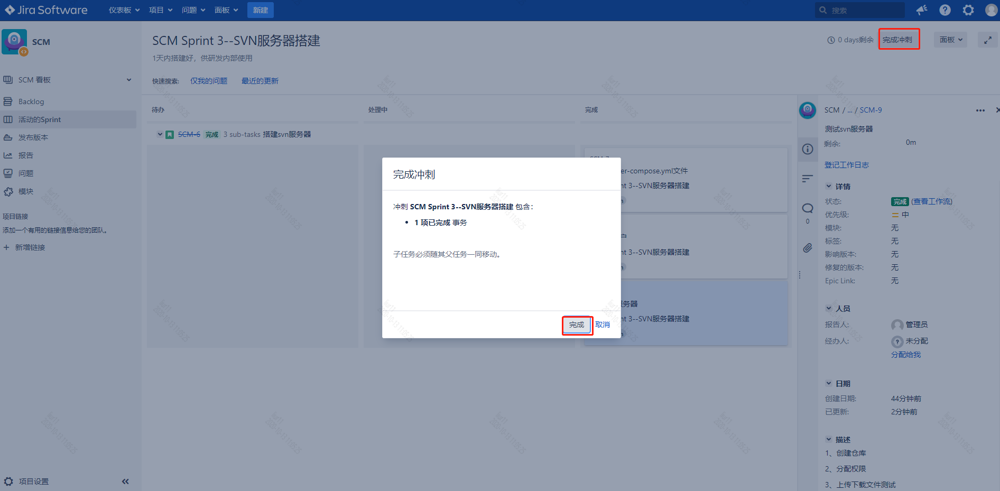 Jira Software 仪表板 项目 问题 面板 新建 搜索
SCM
SCM 看板
Backlog
活动的Sprint
发布版本
报告
问题
模块
项目链接
添加一个有用的链接信息给您的团队。
新增链接
项目设置
SCM Sprint 3--SVN服务器搭建
0 days剩余 完成冲刺 面板
1天内搭建好，供研发内部使用
快速搜索: 仅我的问题 最近的更新
待办 处理中 完成
SCM-6 完成 3 sub-tasks 搭建svn服务器
er-compose.yml文件
nt 3--SVN服务器搭建
户
nt 3--SVN服务器搭建
服务器
nt 3--SVN服务器搭建
完成冲刺
冲刺 SCM Sprint 3--SVN服务器搭建 包含：
1 项已完成 事务
子任务必须随其父任务一同移动。
完成 取消
SCM / ... / SCM-9
测试svn服务器
剩余: 0m
登记工作日志
0
详情
状态: 完成 (查看工作流)
优先级: 中
模块: 无
标签: 无
影响版本: 无
修复的版本: 无
Epic Link: 无
人员
报告人: 管理员
经办人: 未分配
分配给我
日期
创建日期: 44分钟前
已更新: 2分钟前
描述
1、创建仓库
2、分配权限
3、上传下载文件测试